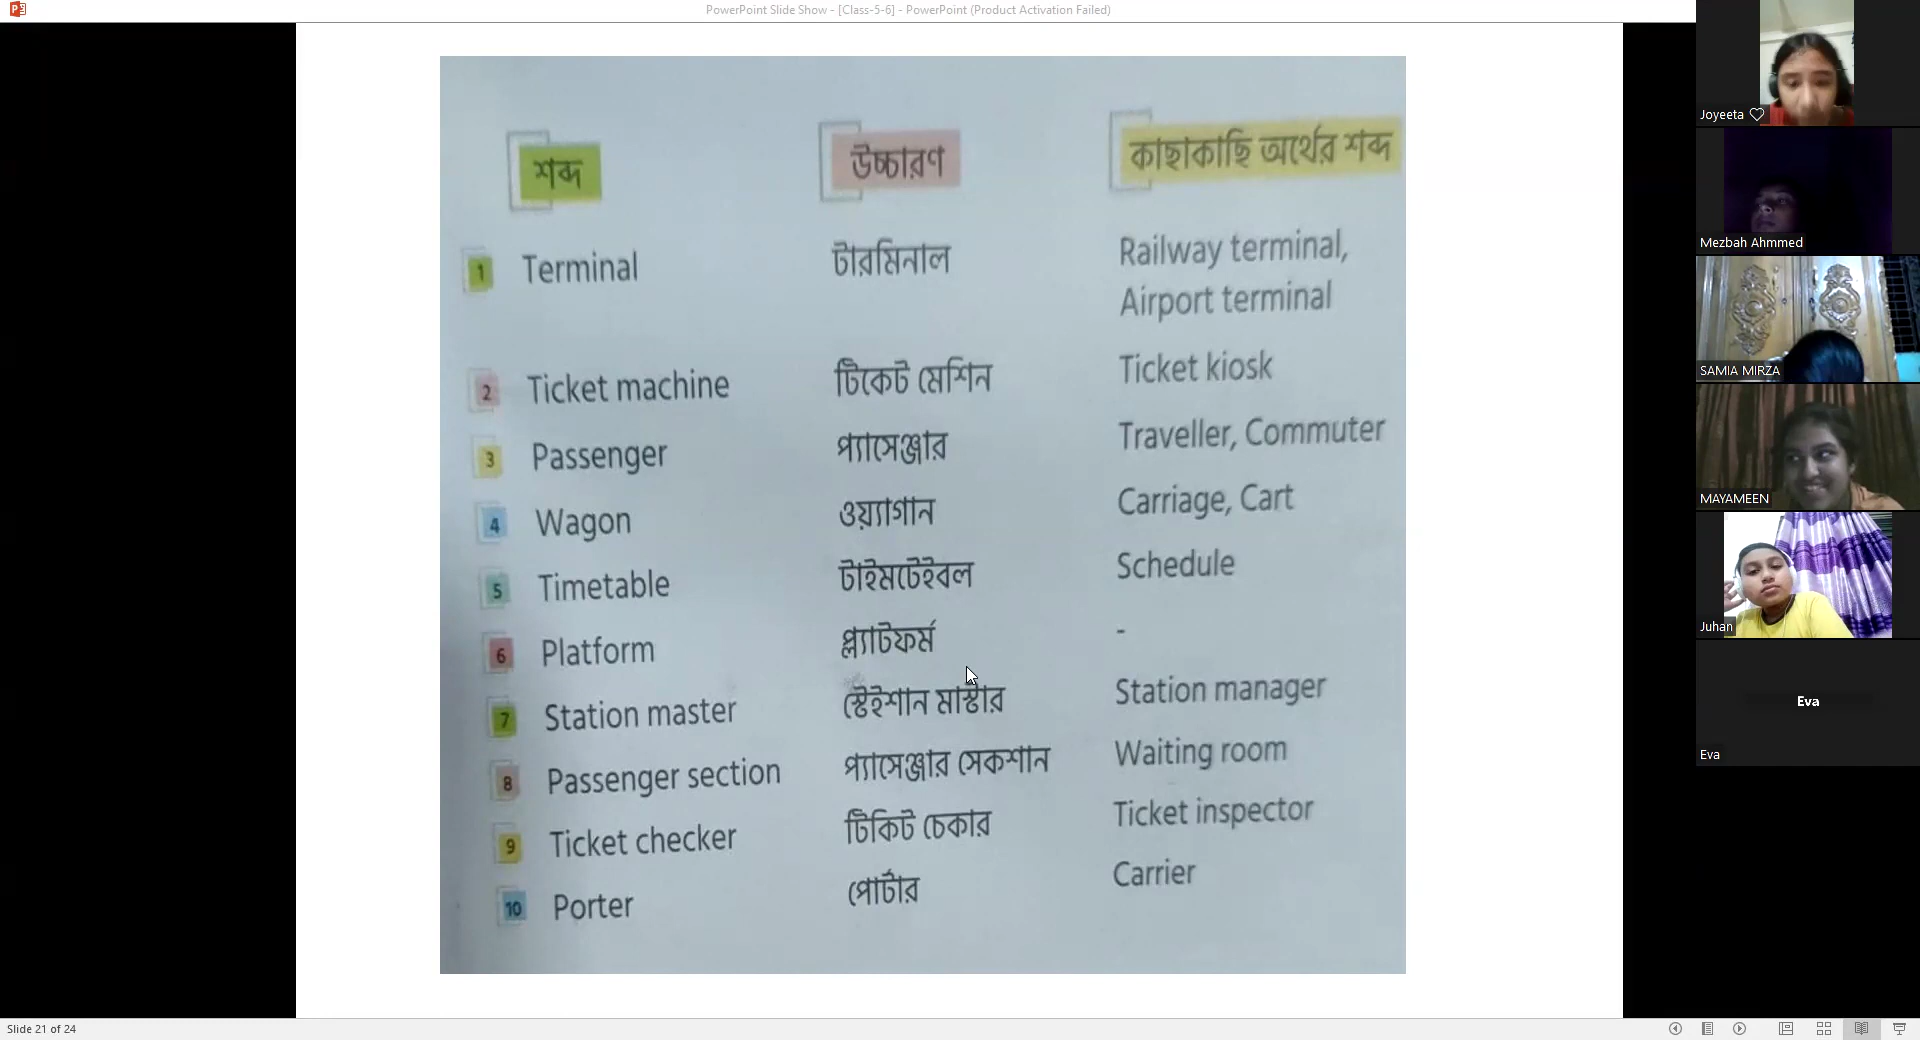 PowerPoint Slide Show - [Class-5-6] - PowerPoint (Product Activation Failed)
শব্দ উচ্চারণ কাছাকাছি অর্থের শব্দ
1 Terminal টারমিনাল Railway terminal,
Airport terminal
2 Ticket machine টিকেট মেশিন Ticket kiosk
3 Passenger প্যাসেঞ্জার Traveller, Commuter
4 Wagon ওয়্যাগান Carriage, Cart
5 Timetable টাইমটেইবল Schedule
6 Platform প্ল্যাটফর্ম -
7 Station master স্টেইশান মাস্টার Station manager
8 Passenger section প্যাসেঞ্জার সেকশান Waiting room
9 Ticket checker টিকিট চেকার Ticket inspector
10 Porter পোর্টার Carrier
Joyeeta ♡
Mezbah Ahmmed
SAMIA MIRZA
MAYAMEEN
Juhan
Eva
Eva
Slide 21 of 24